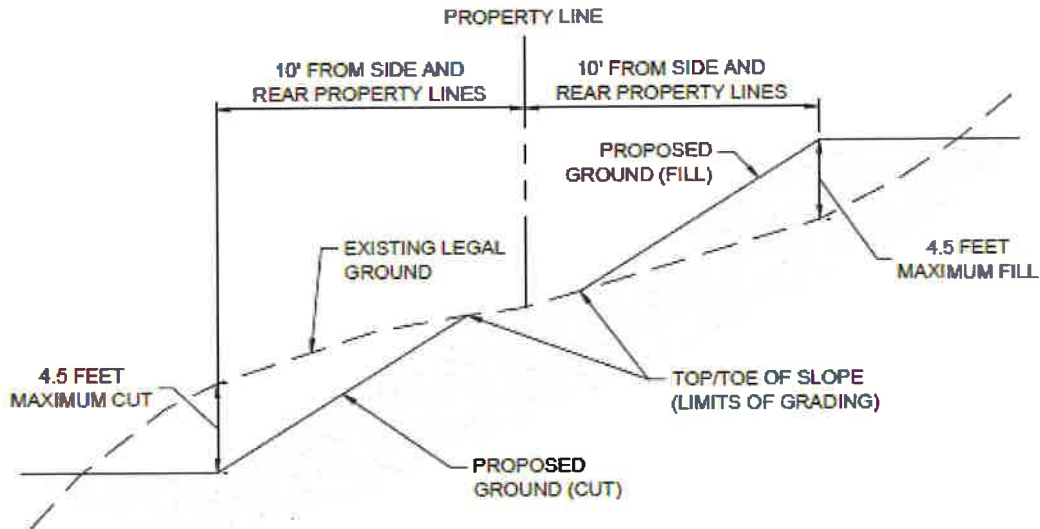 PROPERTY LINE
10' FROM SIDE AND
REAR PROPERTY LINES
10' FROM SIDE AND
REAR PROPERTY LINES
PROPOSED
GROUND (FILL)
EXISTING LEGAL
GROUND
4.5 FEET
MAXIMUM FILL
4.5 FEET
MAXIMUM CUT
TOP/TOE OF SLOPE
(LIMITS OF GRADING)
PROPOSED
GROUND (CUT)